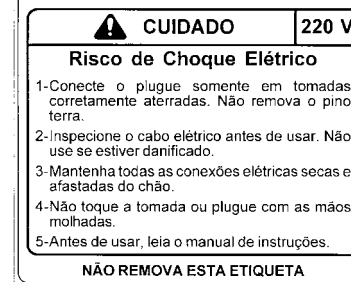 CUIDADO 220 V
Risco de Choque Elétrico
1-Conecte o plugue somente em tomadas
corretamente aterradas. Não remova o pino
terra.
2-Inspecione o cabo elétrico antes de usar. Não
use se estiver danificado.
3-Mantenha todas as conexões elétricas secas e
afastadas do chão.
4-Não toque a tomada ou plugue com as mãos
molhadas.
5-Antes de usar, leia o manual de instruções.
NÃO REMOVA ESTA ETIQUETA